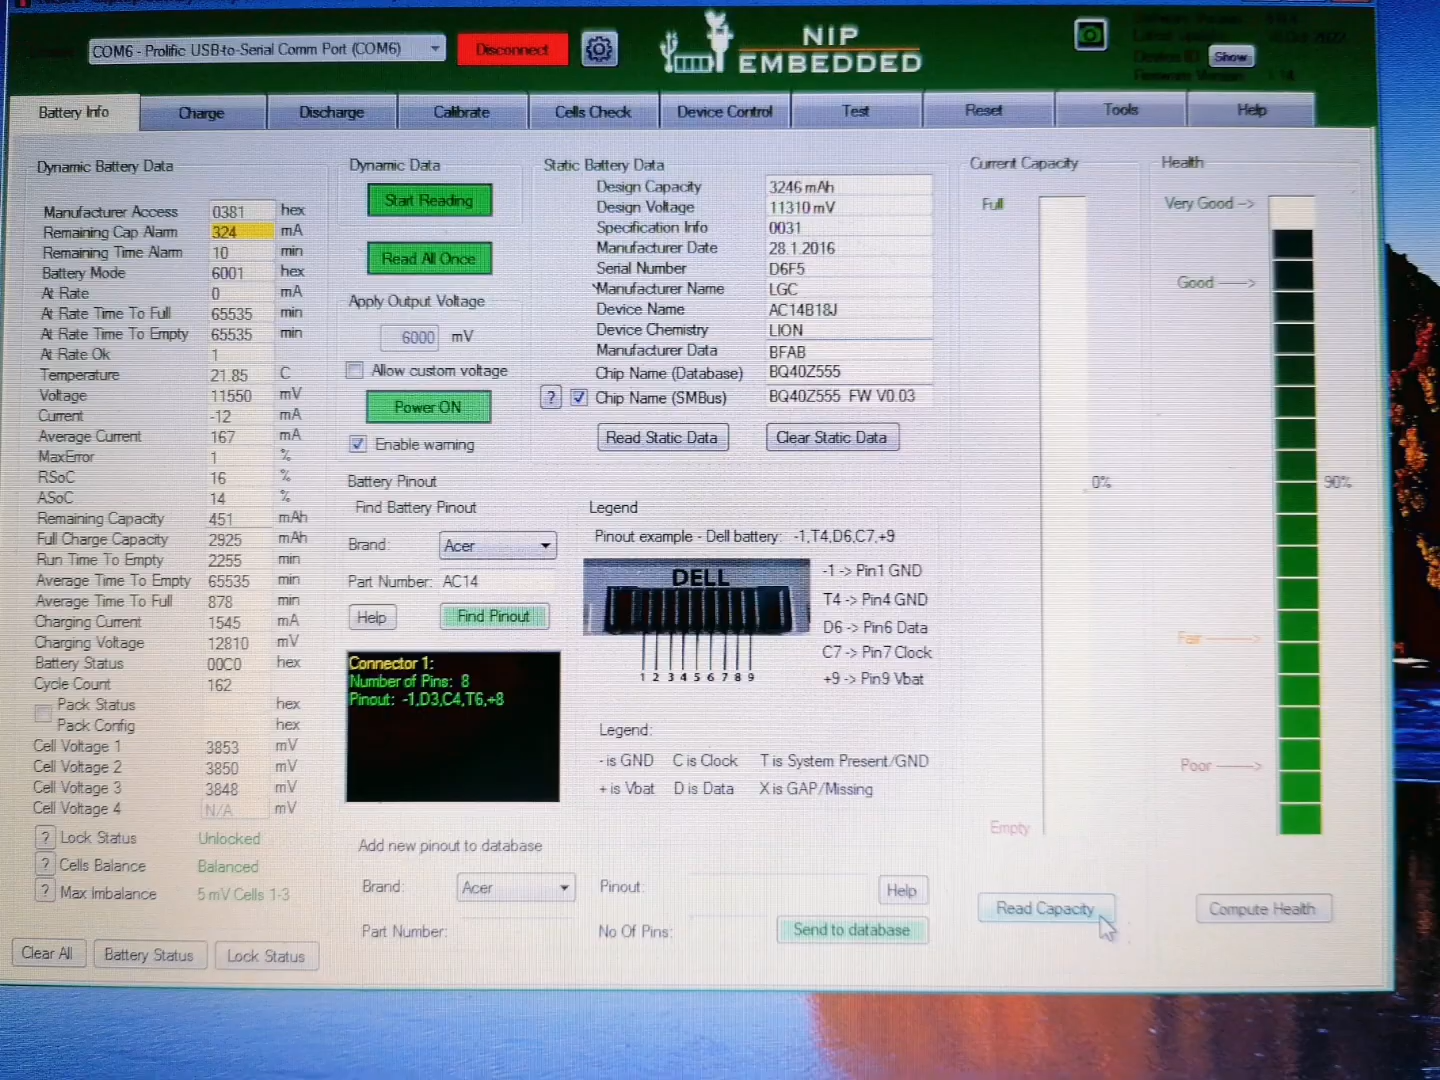 COM6 - Prolific USB-to-Serial Comm Port (COM6)
Disconnect
NIP
EMBEDDED
Device ID
Show
Battery Info
Charge
Discharge
Calibrate
Cells Check
Device Control
Test
Reset
Tools
Help
Dynamic Battery Data
Manufacturer Access 0381 hex
Remaining Cap Alarm 324 mA
Remaining Time Alarm 10 min
Battery Mode 6001 hex
At Rate 0 mA
At Rate Time To Full 65535 min
At Rate Time To Empty 65535 min
At Rate Ok 1
Temperature 21.85 C
Voltage 11550 mV
Current -12 mA
Average Current 167 mA
MaxError 1 %
RSoC 16 %
ASoC 14 %
Remaining Capacity 451 mAh
Full Charge Capacity 2925 mAh
Run Time To Empty 2255 min
Average Time To Empty 65535 min
Average Time To Full 878 min
Charging Current 1545 mA
Charging Voltage 12810 mV
Battery Status 00C0 hex
Cycle Count 162
Pack Status hex
Pack Config hex
Cell Voltage 1 3853 mV
Cell Voltage 2 3850 mV
Cell Voltage 3 3848 mV
Cell Voltage 4 N/A mV
? Lock Status Unlocked
? Cells Balance Balanced
? Max Imbalance 5 mV Cells 1-3
Clear All
Battery Status
Lock Status
Dynamic Data
Start Reading
Read All Once
Apply Output Voltage
6000 mV
Allow custom voltage
Power ON
Enable warning
Static Battery Data
Design Capacity 3246 mAh
Design Voltage 11310 mV
Specification Info 0031
Manufacturer Date 28.1.2016
Serial Number D6F5
Manufacturer Name LGC
Device Name AC14B18J
Device Chemistry LION
Manufacturer Data BFAB
Chip Name (Database) BQ40Z555
? Chip Name (SMBus) BQ40Z555 FW V0.03
Read Static Data
Clear Static Data
Battery Pinout
Find Battery Pinout
Brand: Acer
Part Number: AC14
Help
Find Pinout
Connector 1:
Number of Pins: 8
Pinout: -1,D3,C4,T6,+8
Legend
Pinout example - Dell battery: -1,T4,D6,C7,+9
DELL
1 2 3 4 5 6 7 8 9
-1 -> Pin1 GND
T4 -> Pin4 GND
D6 -> Pin6 Data
C7 -> Pin7 Clock
+9 -> Pin9 Vbat
Legend:
- is GND C is Clock T is System Present/GND
+ is Vbat D is Data X is GAP/Missing
Add new pinout to database
Brand: Acer
Pinout:
Help
Part Number:
No Of Pins:
Send to database
Current Capacity
Full
0%
Empty
Read Capacity
Health
Very Good ->
Good --->
90%
Fair --->
Poor --->
Compute Health